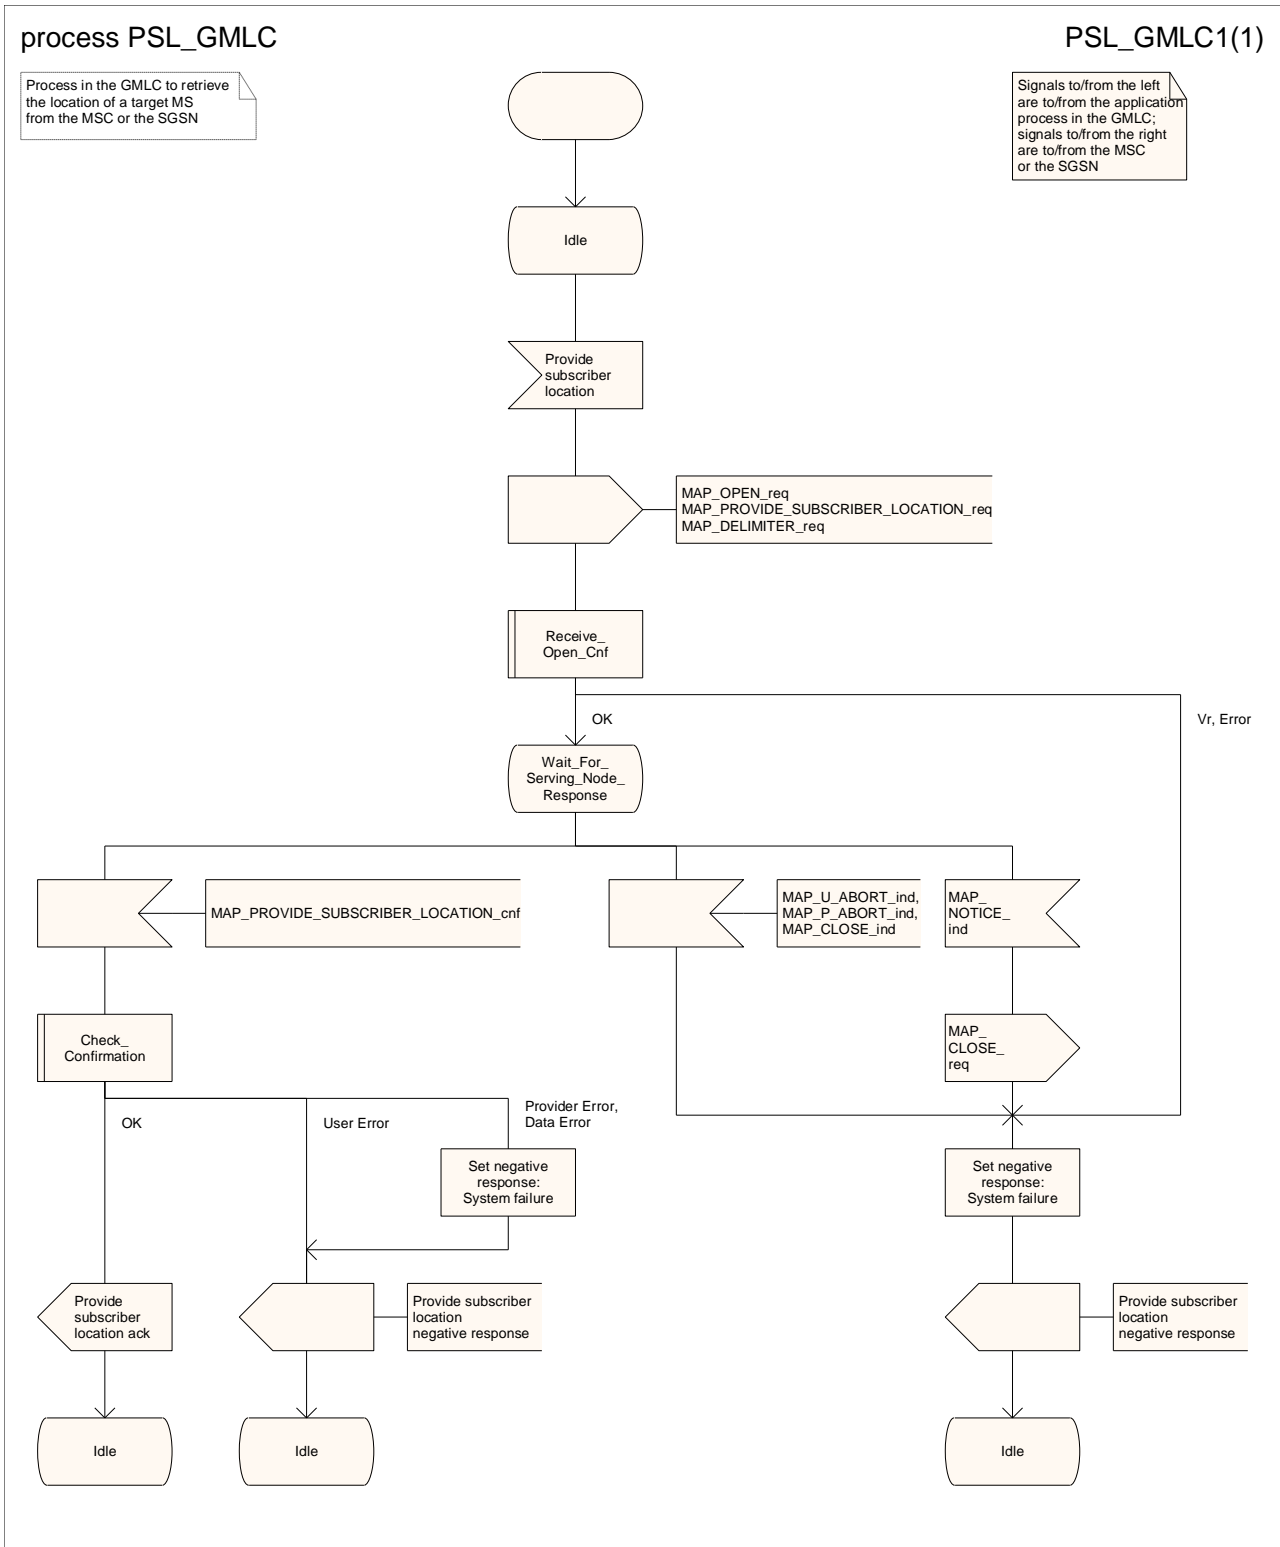 process PSL_GMLC
PSL_GMLC1(1)
Process in the GMLC to retrieve
the location of a target MS
from the MSC or the SGSN
Signals to/from the left
are to/from the application
process in the GMLC;
signals to/from the right
are to/from the MSC
or the SGSN
Idle
Provide
subscriber
location
MAP_OPEN_req
MAP_PROVIDE_SUBSCRIBER_LOCATION_req
MAP_DELIMITER_req
Receive_
Open_Cnf
OK
Vr, Error
Wait_For_
Serving_Node_
Response
MAP_PROVIDE_SUBSCRIBER_LOCATION_cnf
MAP_U_ABORT_ind,
MAP_P_ABORT_ind,
MAP_CLOSE_ind
MAP_
NOTICE_
ind
Check_
Confirmation
MAP_
CLOSE_
req
OK
User Error
Provider Error,
Data Error
Set negative
response:
System failure
Set negative
response:
System failure
Provide
subscriber
location ack
Provide subscriber
location
negative response
Provide subscriber
location
negative response
Idle
Idle
Idle